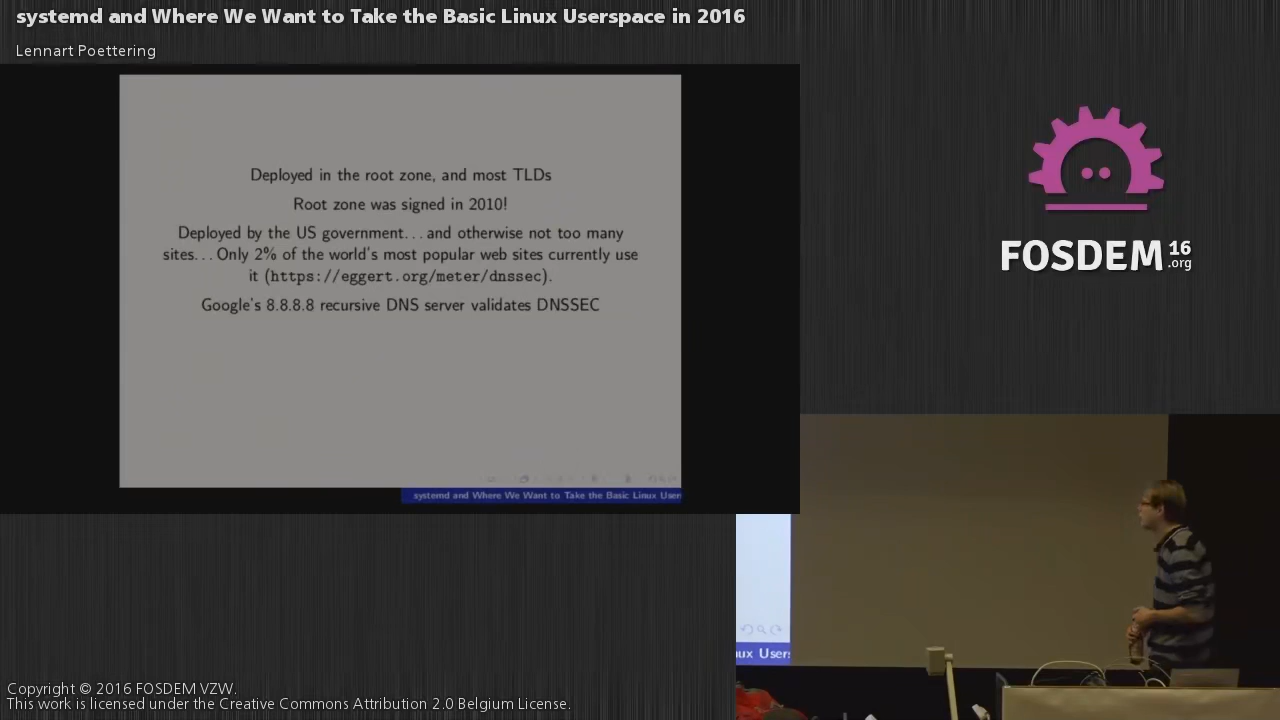 systemd and Where We Want to Take the Basic Linux Userspace in 2016
Lennart Poettering
Deployed in the root zone, and most TLDs
Root zone was signed in 2010!
Deployed by the US government...and otherwise not too many
sites...Only 2% of the world's most popular web sites currently use
it (https://eggert.org/meter/dnssec).
Google's 8.8.8.8 recursive DNS server validates DNSSEC
systemd and Where We Want to Take the Basic Linux User
FOSDEM 16
.org
nux Users
Copyright © 2016 FOSDEM VZW.
This work is licensed under the Creative Commons Attribution 2.0 Belgium License.